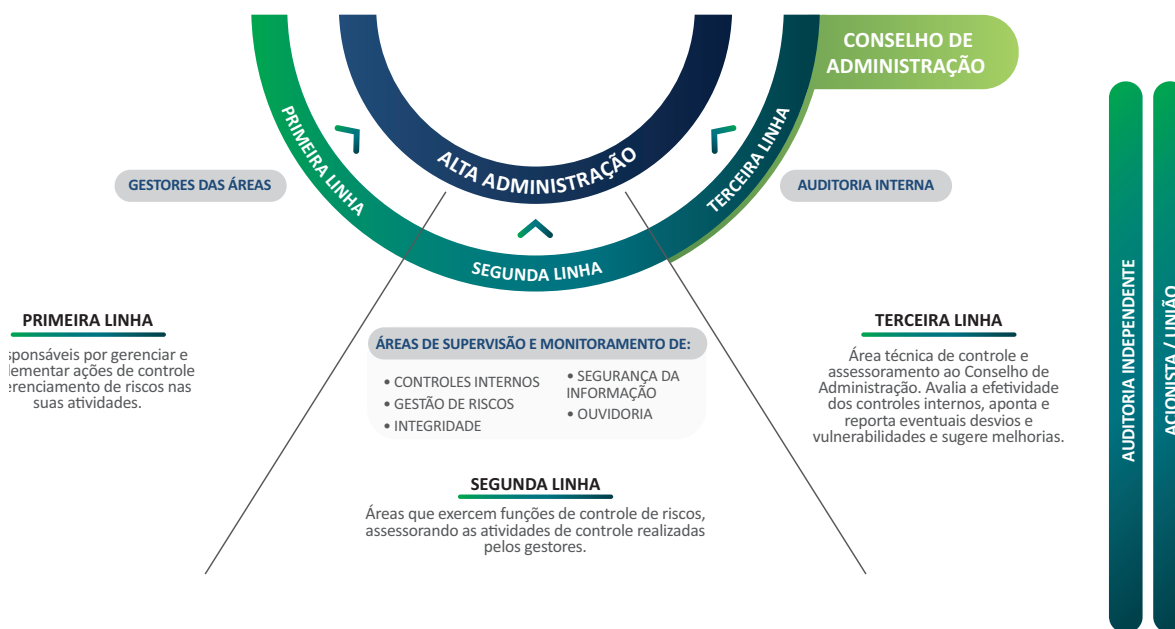 CONSELHO DE
ADMINISTRAÇÃO
PRIMEIRA LINHA
ALTA ADMINISTRAÇÃO
TERCEIRA LINHA
GESTORES DAS ÁREAS
AUDITORIA INTERNA
SEGUNDA LINHA
PRIMEIRA LINHA
sponsáveis por gerenciar e
lementar ações de controle
erenciamento de riscos nas
suas atividades.
ÁREAS DE SUPERVISÃO E MONITORAMENTO DE:
• CONTROLES INTERNOS
• GESTÃO DE RISCOS
• INTEGRIDADE
• SEGURANÇA DA
INFORMAÇÃO
• OUVIDORIA
SEGUNDA LINHA
Áreas que exercem funções de controle de riscos,
assessorando as atividades de controle realizadas
pelos gestores.
TERCEIRA LINHA
Área técnica de controle e
assessoramento ao Conselho de
Administração. Avalia a efetividade
dos controles internos, aponta e
reporta eventuais desvios e
vulnerabilidades e sugere melhorias.
AUDITORIA INDEPENDENTE
ACIONISTA / UNIÃO